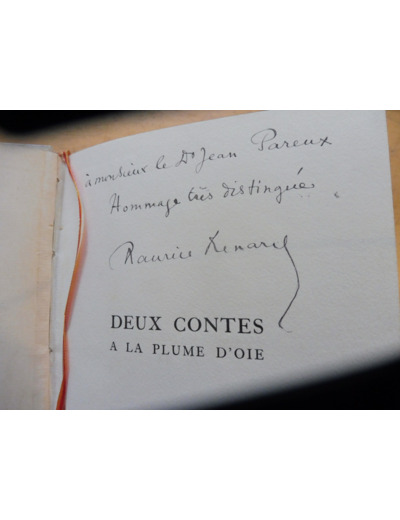 à monsieur le Dr Jean Pareux
Hommage très distingué
Maurice Renard
DEUX CONTES
A LA PLUME D'OIE